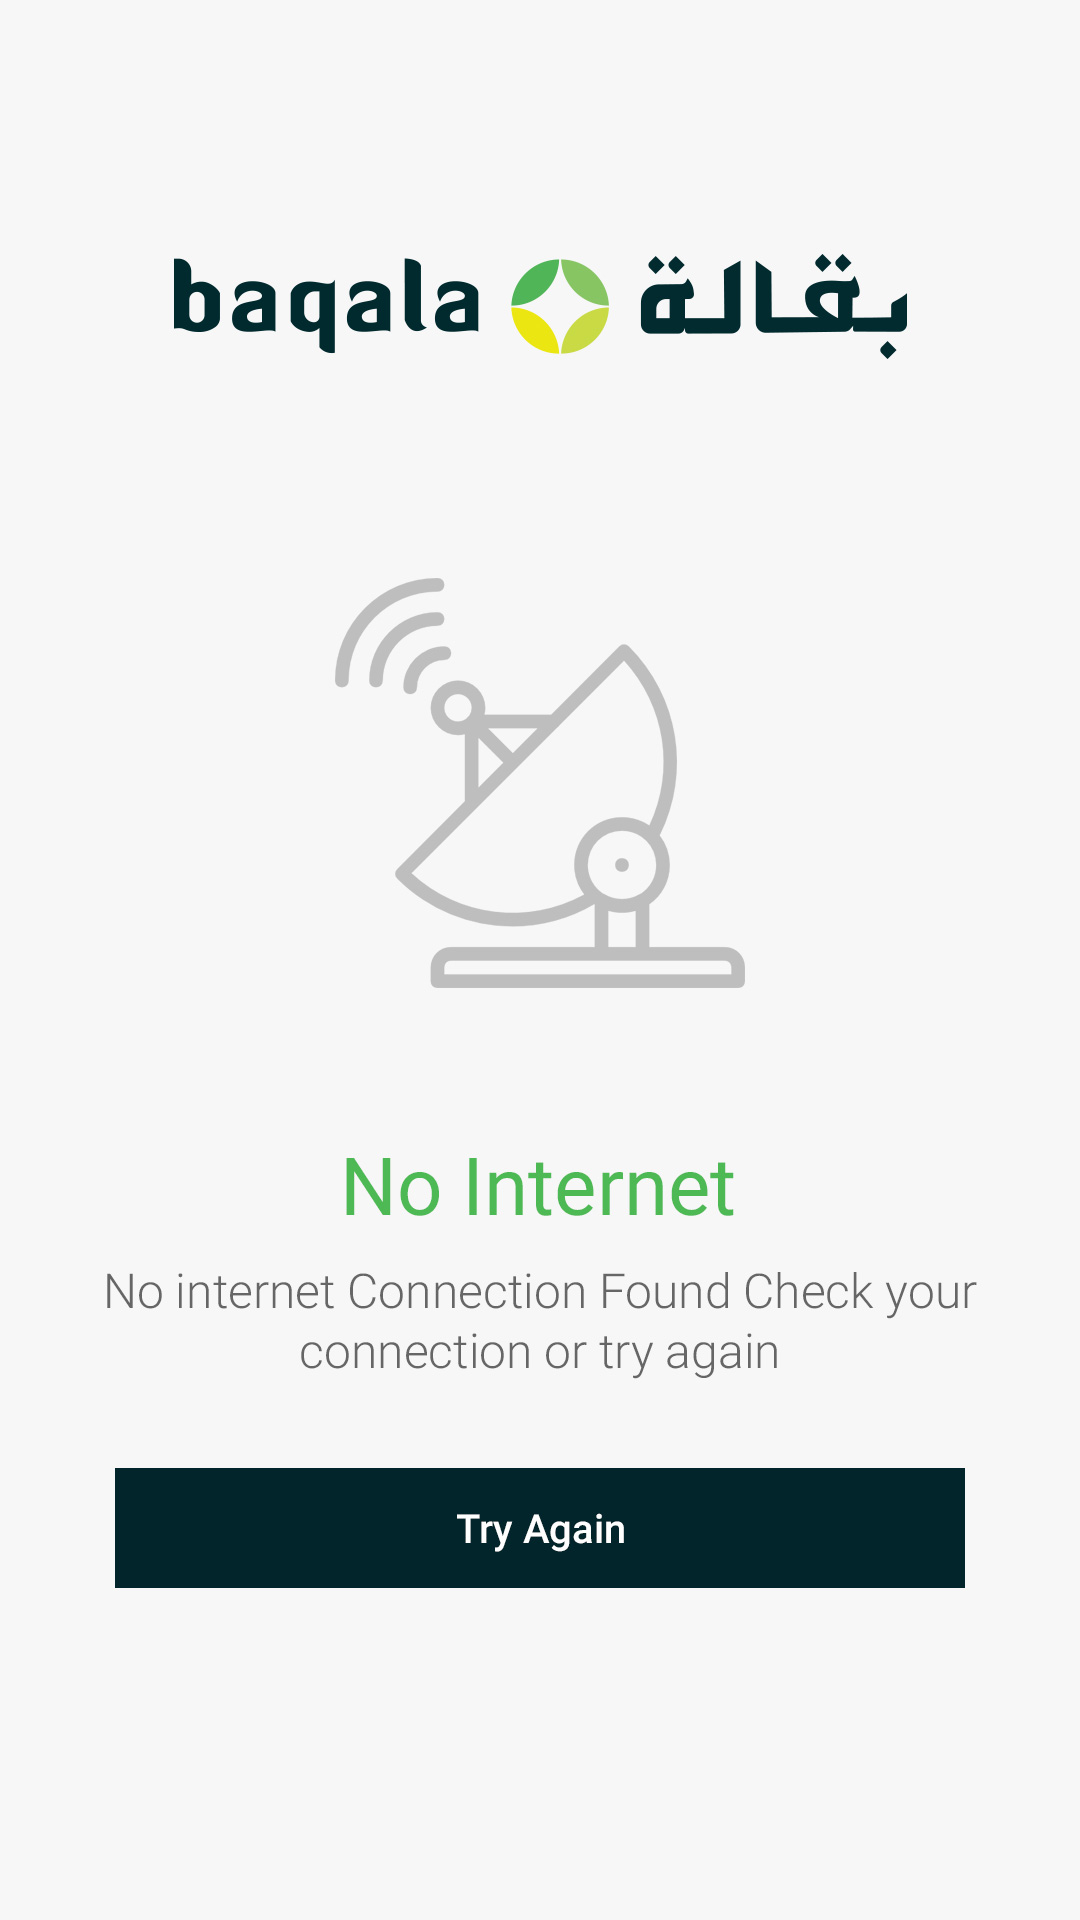 baqala بقالة
No Internet
No internet Connection Found Check your
connection or try again
Try Again